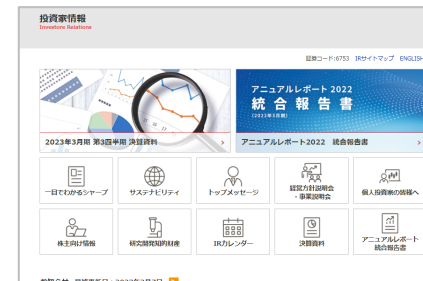 投資家情報
Investors Relations
証券コード:6753 IRサイトマップ ENGLISH
アニュアルレポート 2022
統合報告書
2023年3月期 第3四半期 決算資料
アニュアルレポート2022 統合報告書
一目でわかるシャープ
サステナビリティ
トップメッセージ
経営方針説明会
・事業説明会
個人投資家の皆様へ
株主向け情報
研究開発知的財産
IRカレンダー
決算資料
アニュアルレポート
統合報告書